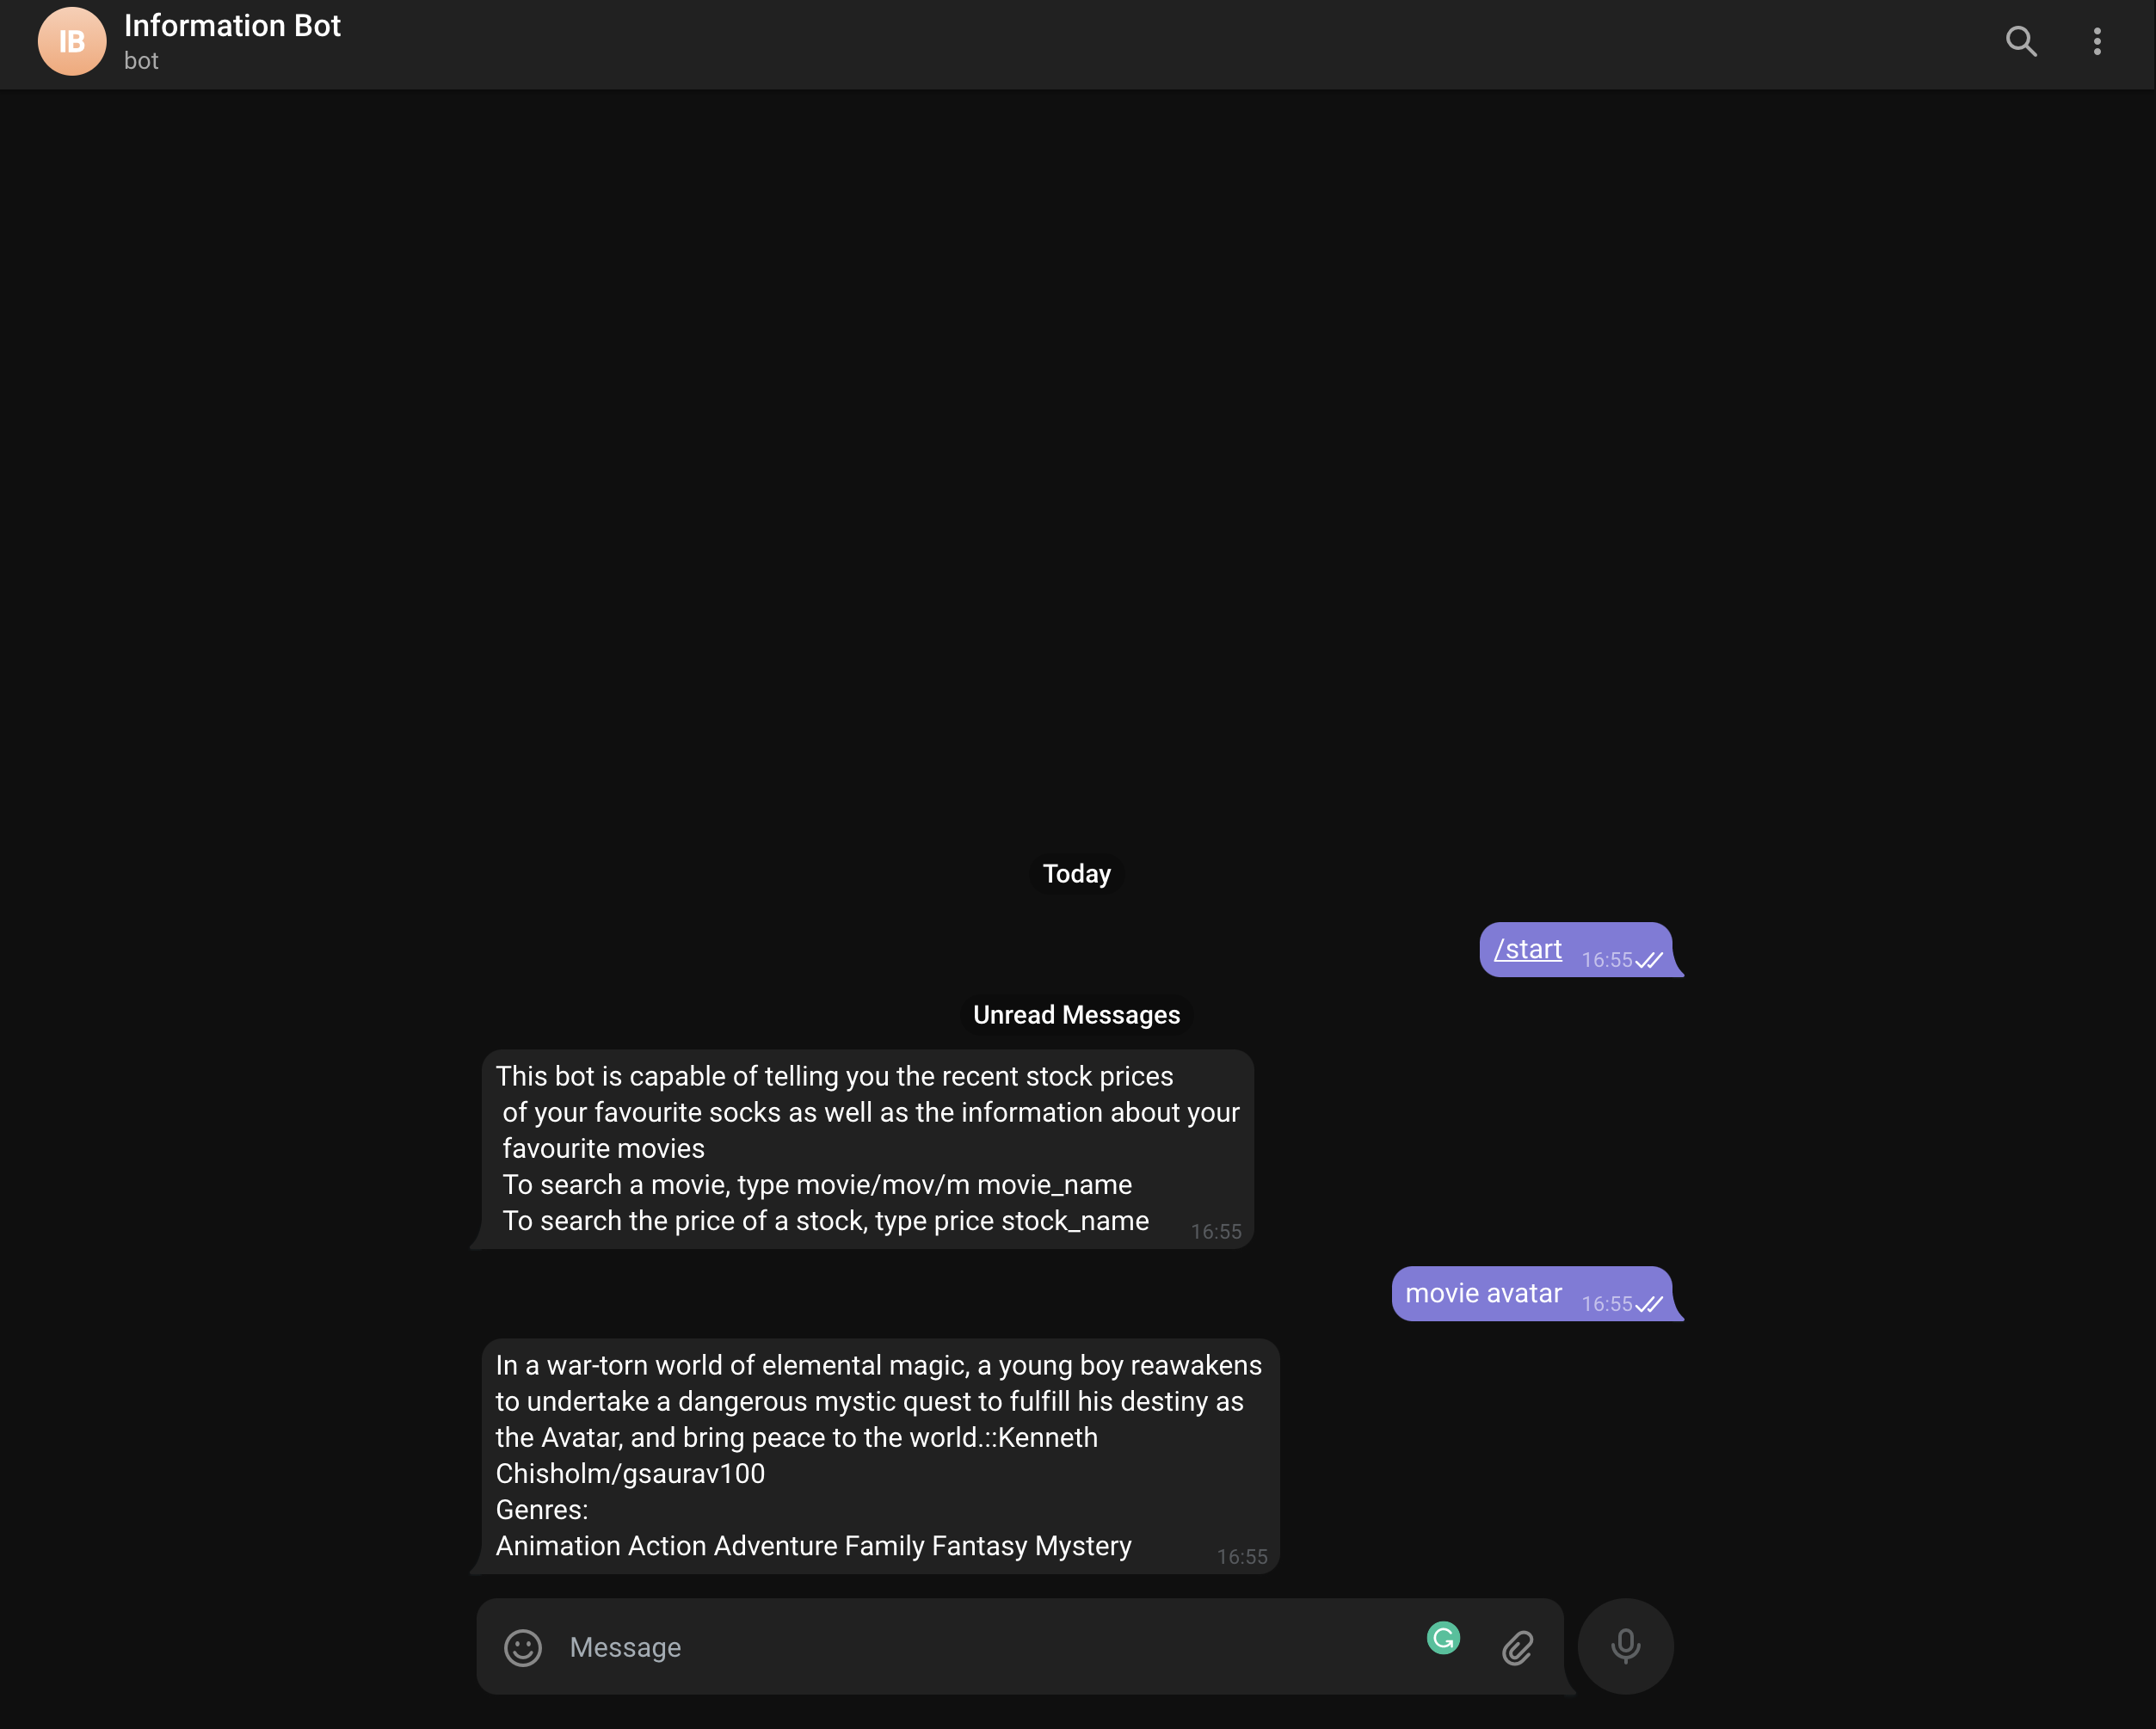 IB
Information Bot
bot
Today
/start 16:55
Unread Messages
This bot is capable of telling you the recent stock prices
of your favourite socks as well as the information about your
favourite movies
To search a movie, type movie/mov/m movie_name
To search the price of a stock, type price stock_name 16:55
movie avatar 16:55
In a war-torn world of elemental magic, a young boy reawakens
to undertake a dangerous mystic quest to fulfill his destiny as
the Avatar, and bring peace to the world.::Kenneth
Chisholm/gsaurav100
Genres:
Animation Action Adventure Family Fantasy Mystery 16:55
Message